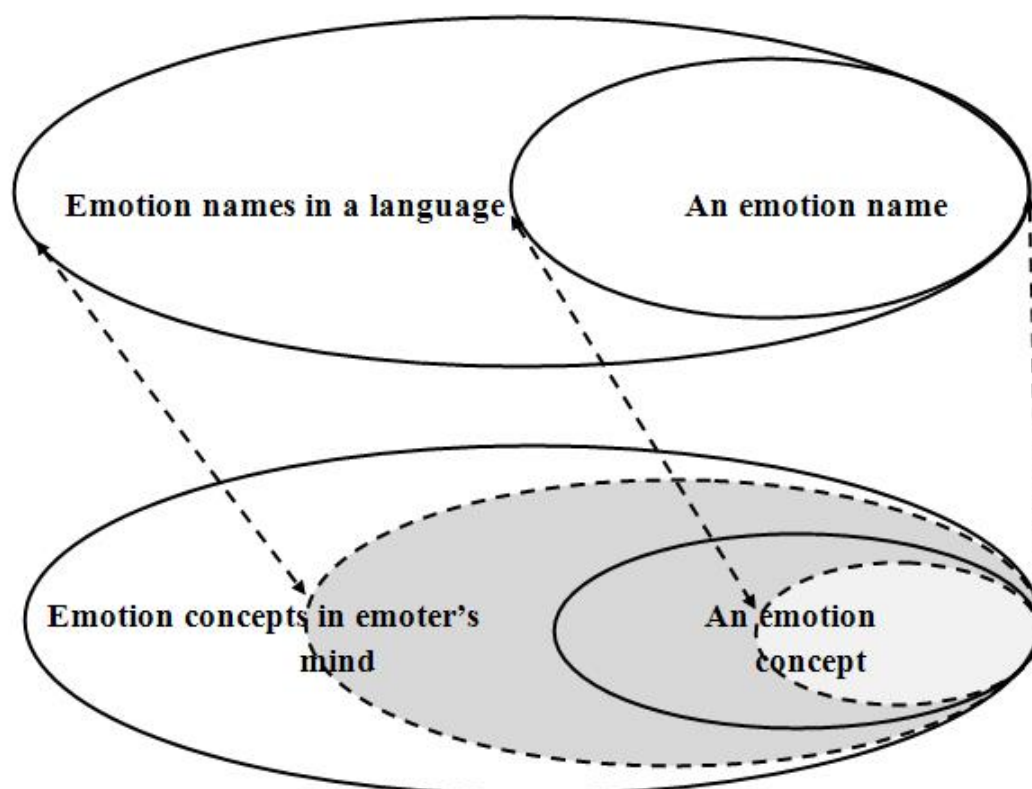 Emotion names in a language
An emotion name
Emotion concepts in emoter's
mind
An emotion
concept